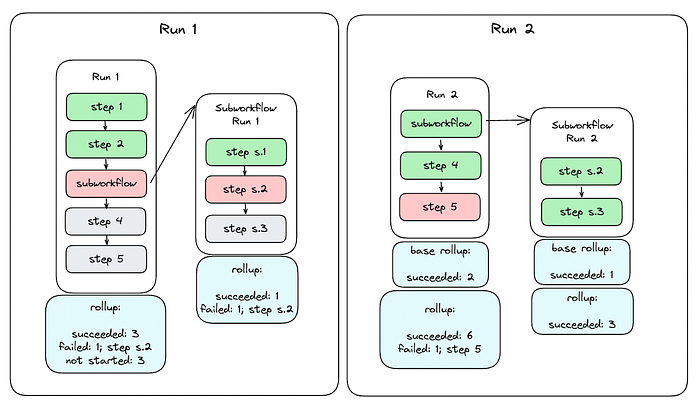 Run 1
Run 1
step 1
step 2
subworkflow
step 4
step 5
rollup:
succeeded: 3
failed: 1; step s.2
not started: 3
Subworkflow
Run 1
step s.1
step s.2
step s.3
rollup:
succeeded: 1
failed: 1; step s.2
Run 2
Run 2
subworkflow
step 4
step 5
base rollup:
succeeded: 2
rollup:
succeeded: 6
failed: 1; step 5
Subworkflow
Run 2
step s.2
step s.3
base rollup:
succeeded: 1
rollup:
succeeded: 3